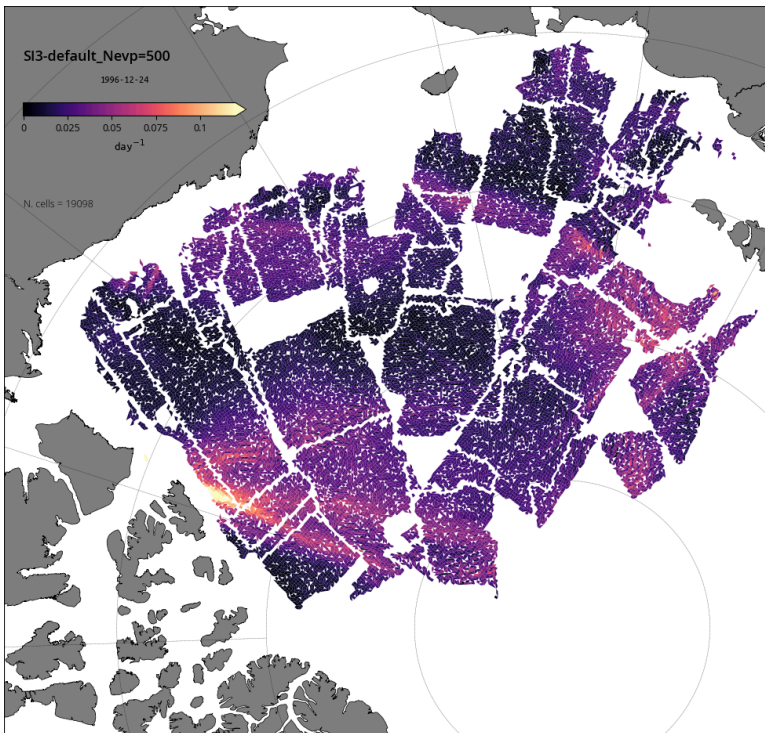 SI3-default_Nevp=500
1996-12-24
0 0.025 0.05 0.075 0.1
day⁻¹
N. cells = 19098